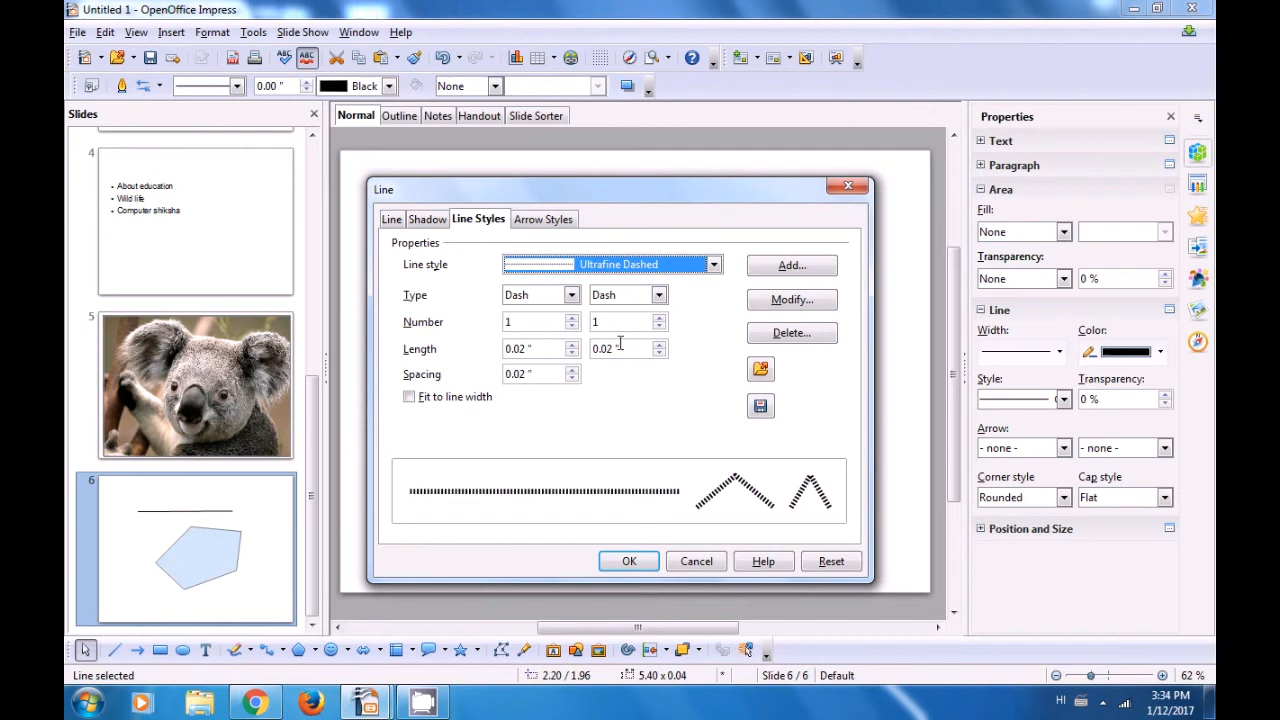 Untitled 1 - OpenOffice Impress
File Edit View Insert Format Tools Slide Show Window Help
0.00 " Black None
Slides
Normal Outline Notes Handout Slide Sorter
Properties
4
• About education
• Wild life
• Computer shiksha
5
6
Line
Line Shadow Line Styles Arrow Styles
Properties
Line style Ultrafine Dashed Add...
Type Dash Dash Modify...
Number 1 1
Length 0.02 " 0.02 " Delete...
Spacing 0.02 "
Fit to line width
OK Cancel Help Reset
Text
Paragraph
Area
Fill:
None
Transparency:
None 0 %
Line
Width: Color:
Style: Transparency:
0 %
Arrow:
- none - - none -
Corner style Cap style
Rounded Flat
Position and Size
Line selected 2.20 / 1.96 5.40 x 0.04 * Slide 6 / 6 Default 62 %
HI 3:34 PM
1/12/2017